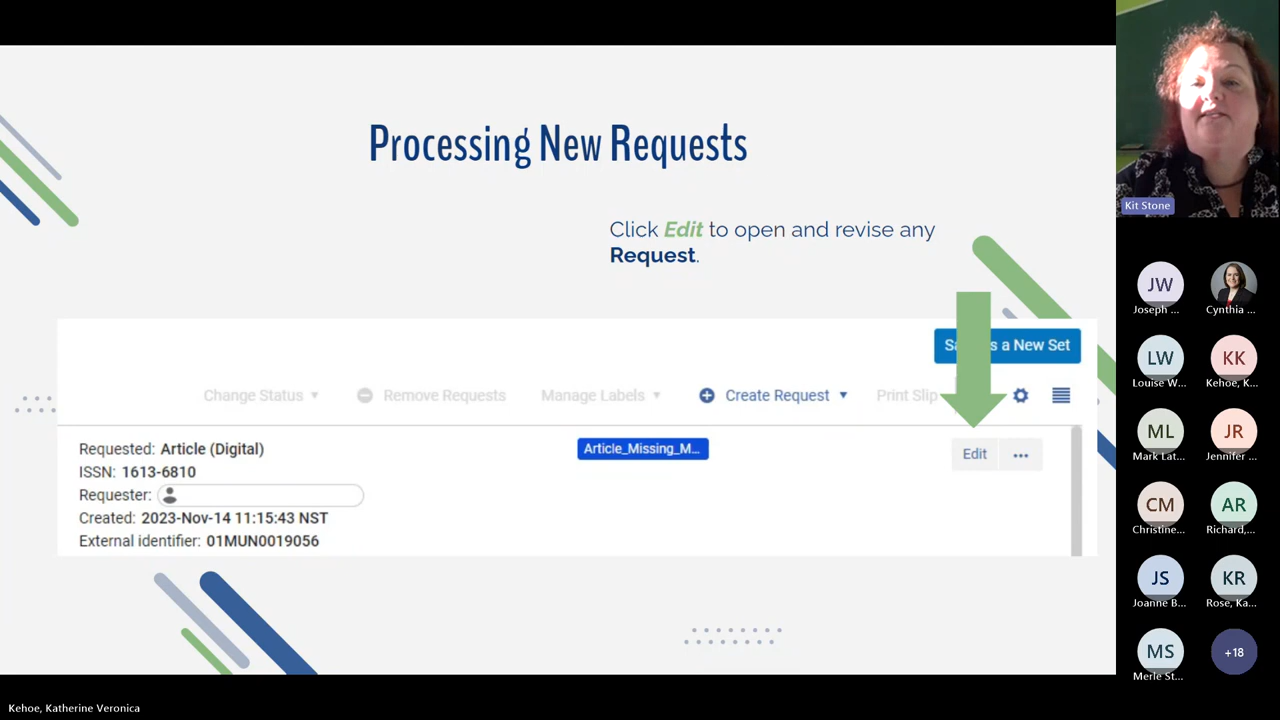 Processing New Requests
Click Edit to open and revise any
Request.
Save as a New Set
Change Status
Remove Requests
Manage Labels
Create Request
Print Slip
Requested: Article (Digital)
Article_Missing_M...
Edit
...
ISSN: 1613-6810
Requester:
Created: 2023-Nov-14 11:15:43 NST
External identifier: 01MUN0019056
Kit Stone
JW
Joseph ...
Cynthia ...
LW
Louise W...
KK
Kehoe, K...
ML
Mark Lat...
JR
Jennifer ...
CM
Christine...
AR
Richard,...
JS
Joanne B...
KR
Rose, Ka...
MS
Merle St...
+18
Kehoe, Katherine Veronica